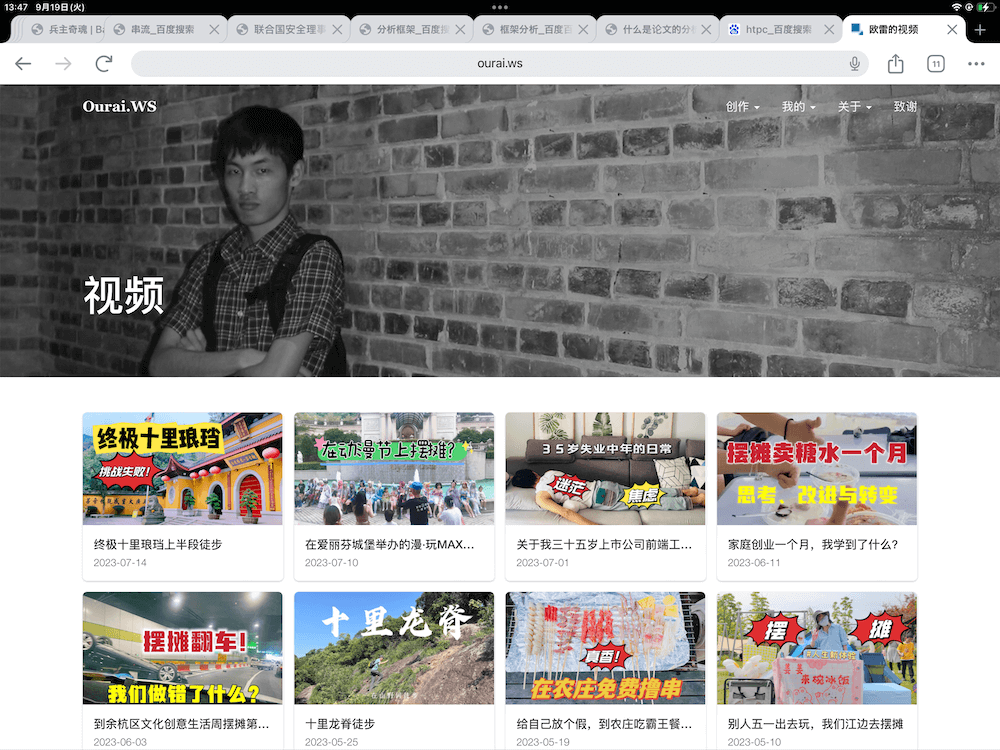 13:47 9月19日(火)
兵主奇魂 | Ba
串流_百度搜索
联合国安全理事
分析框架_百度搜
框架分析_百度百
什么是论文的分析
htpc_百度搜索
欧雷的视频
ourai.ws
11
Ourai.WS
创作
我的
关于
致谢
视频
终极十里琅珰
挑战失败!
在动漫节上摆摊?
35岁失业中年的日常
迷茫
焦虑
摆摊卖糖水一个月
思考、改进与转变
终极十里琅珰上半段徒步
在爱丽芬城堡举办的漫·玩MAX...
关于我三十五岁上市公司前端工...
家庭创业一个月，我学到了什么?
2023-07-14
2023-07-10
2023-07-01
2023-06-11
摆摊翻车!
我们做错了什么?
十里龙脊
真香!
在农庄免费撸串
摆
摊
来碗冰饭
到余杭区文化创意生活周摆摊第...
十里龙脊徒步
给自己放个假，到农庄吃霸王餐...
别人五一出去玩，我们江边去摆摊
2023-06-03
2023-05-25
2023-05-19
2023-05-10